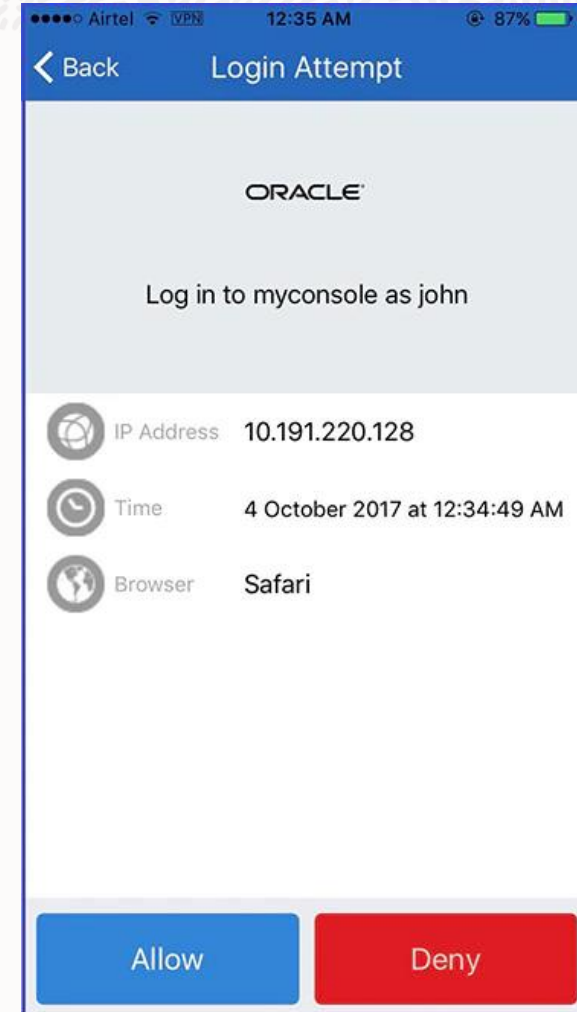 Airtel VPN 12:35 AM 87%
Back Login Attempt
ORACLE
Log in to myconsole as john
IP Address 10.191.220.128
Time 4 October 2017 at 12:34:49 AM
Browser Safari
Allow Deny